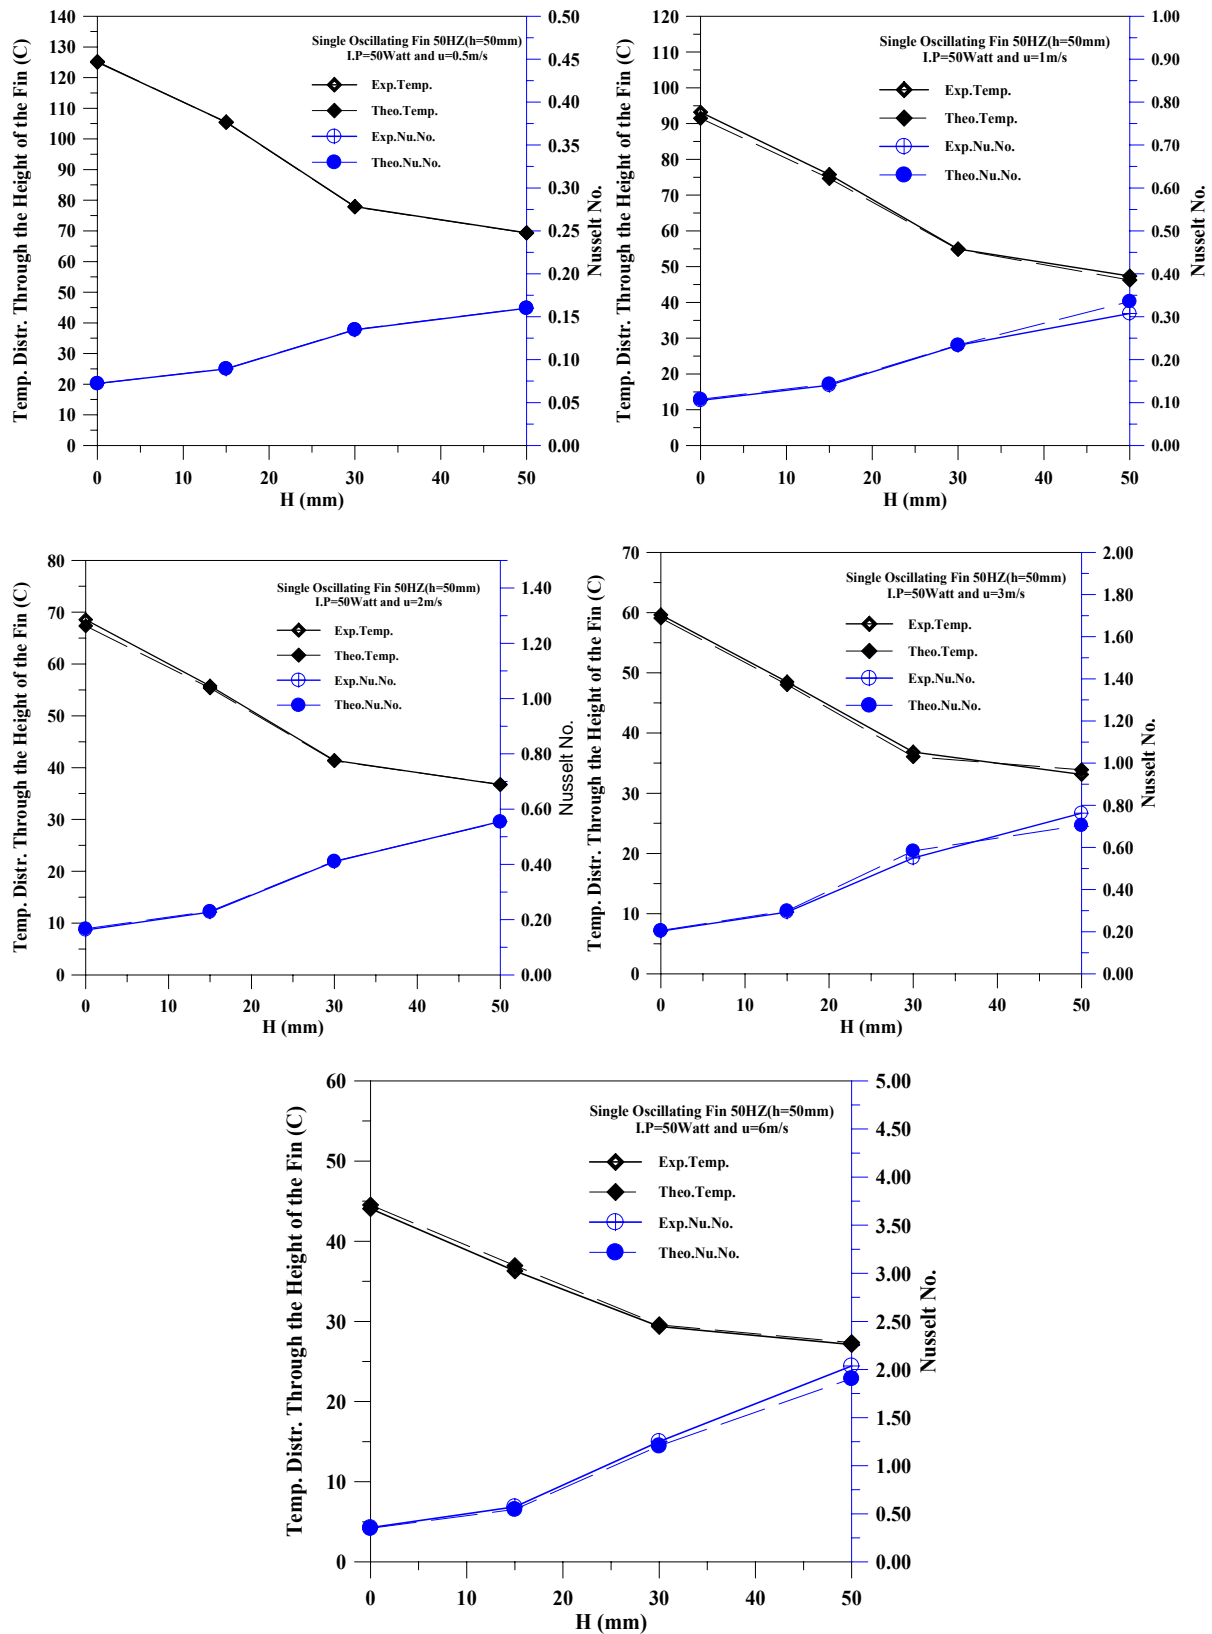 Temp. Distr. Through the Height of the Fin (C)
140
135
130
125
120
115
110
105
100
95
90
85
80
75
70
65
60
55
50
45
40
35
30
25
20
15
10
5
0
Single Oscillating Fin 50HZ(h=50mm)
I.P=50Watt and u=0.5m/s
Exp.Temp.
Theo.Temp.
Exp.Nu.No.
Theo.Nu.No.
0.50
0.45
0.40
0.35
0.30
0.25
0.20
0.15
0.10
0.05
0.00
Nusselt No.
0 10 20 30 40 50
H (mm)
Temp. Distr. Through the Height of the Fin (C)
120
110
100
90
80
70
60
50
40
30
20
10
0
Single Oscillating Fin 50HZ(h=50mm)
I.P=50Watt and u=1m/s
Exp.Temp.
Theo.Temp.
Exp.Nu.No.
Theo.Nu.No.
1.00
0.90
0.80
0.70
0.60
0.50
0.40
0.30
0.20
0.10
0.00
Nusselt No.
0 10 20 30 40 50
H (mm)
Temp. Distr. Through the Height of the Fin (C)
80
70
60
50
40
30
20
10
0
Single Oscillating Fin 50HZ(h=50mm)
I.P=50Watt and u=2m/s
Exp.Temp.
Theo.Temp.
Exp.Nu.No.
Theo.Nu.No.
1.40
1.20
1.00
0.80
0.60
0.40
0.20
0.00
Nusselt No.
0 10 20 30 40 50
H (mm)
Temp. Distr. Through the Height of the Fin (C)
70
60
50
40
30
20
10
0
Single Oscillating Fin 50HZ(h=50mm)
I.P=50Watt and u=3m/s
Exp.Temp.
Theo.Temp.
Exp.Nu.No.
Theo.Nu.No.
2.00
1.80
1.60
1.40
1.20
1.00
0.80
0.60
0.40
0.20
0.00
Nusselt No.
0 10 20 30 40 50
H (mm)
Temp. Distr. Through the Height of the Fin (C)
60
50
40
30
20
10
0
Single Oscillating Fin 50HZ(h=50mm)
I.P=50Watt and u=6m/s
Exp.Temp.
Theo.Temp.
Exp.Nu.No.
Theo.Nu.No.
5.00
4.50
4.00
3.50
3.00
2.50
2.00
1.50
1.00
0.50
0.00
Nusselt No.
0 10 20 30 40 50
H (mm)